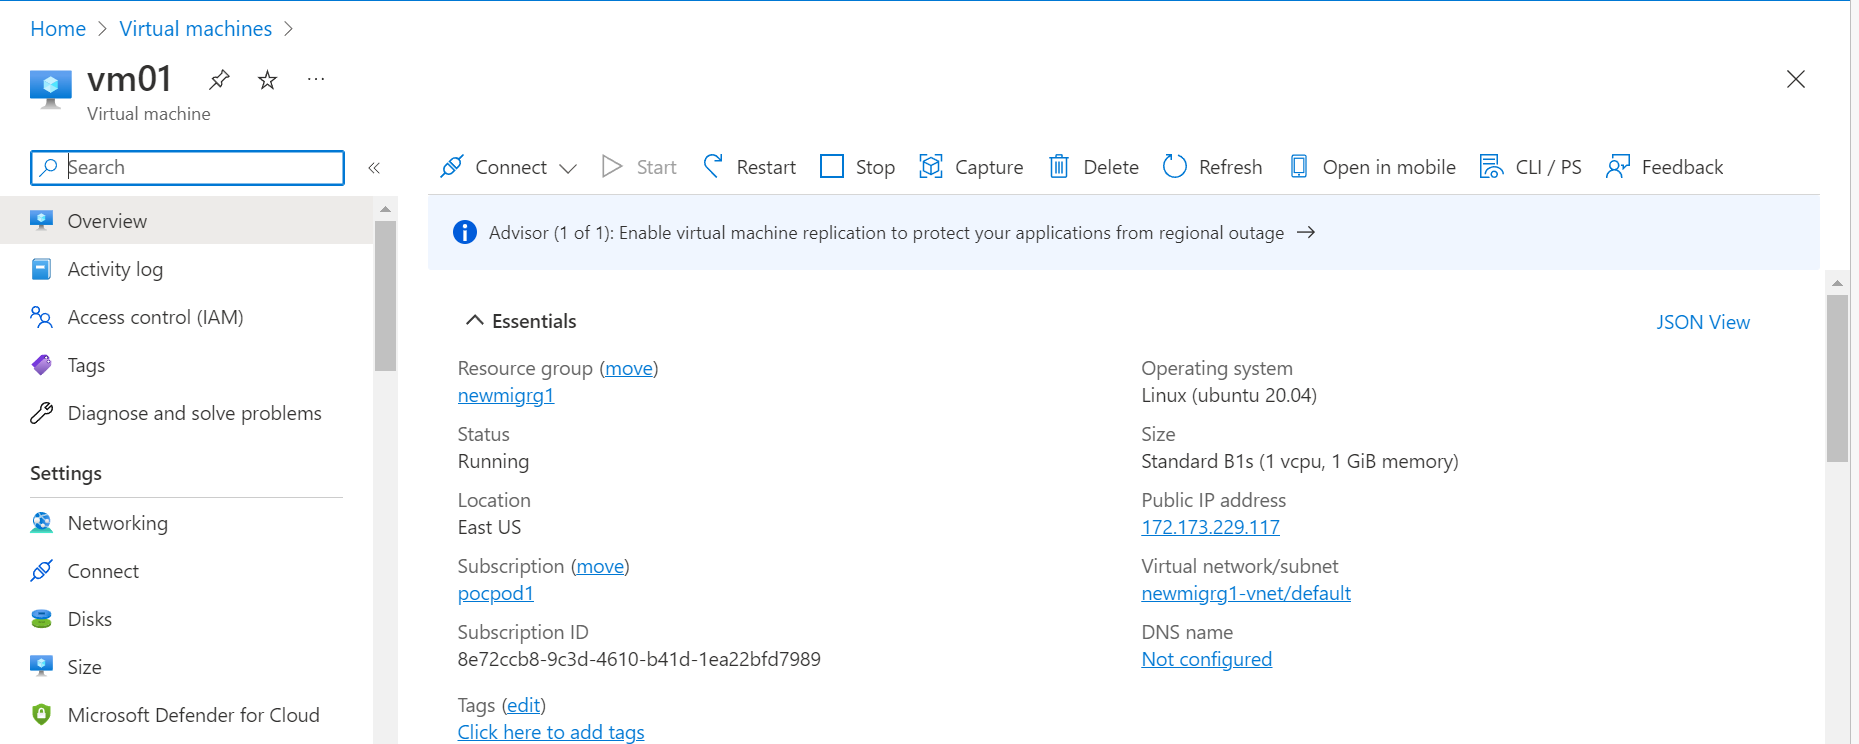 Home > Virtual machines >
vm01
Virtual machine
Search
«
Connect Start Restart Stop Capture Delete Refresh Open in mobile CLI / PS Feedback
Overview
Activity log
Access control (IAM)
Tags
Diagnose and solve problems
Settings
Networking
Connect
Disks
Size
Microsoft Defender for Cloud
Advisor (1 of 1): Enable virtual machine replication to protect your applications from regional outage →
Essentials
JSON View
Resource group (move)
newmigrg1
Status
Running
Location
East US
Subscription (move)
pocpod1
Subscription ID
8e72ccb8-9c3d-4610-b41d-1ea22bfd7989
Tags (edit)
Click here to add tags
Operating system
Linux (ubuntu 20.04)
Size
Standard B1s (1 vcpu, 1 GiB memory)
Public IP address
172.173.229.117
Virtual network/subnet
newmigrg1-vnet/default
DNS name
Not configured